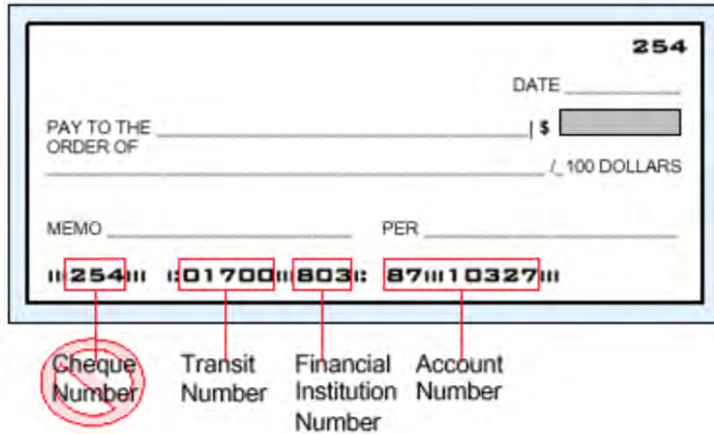 254
DATE
PAY TO THE
ORDER OF
| $
/_ 100 DOLLARS
MEMO PER
⑈254⑈ ⑆01700⑈803⑆ 87⑈10327⑈
Cheque Number
Transit Number
Financial Institution Number
Account Number